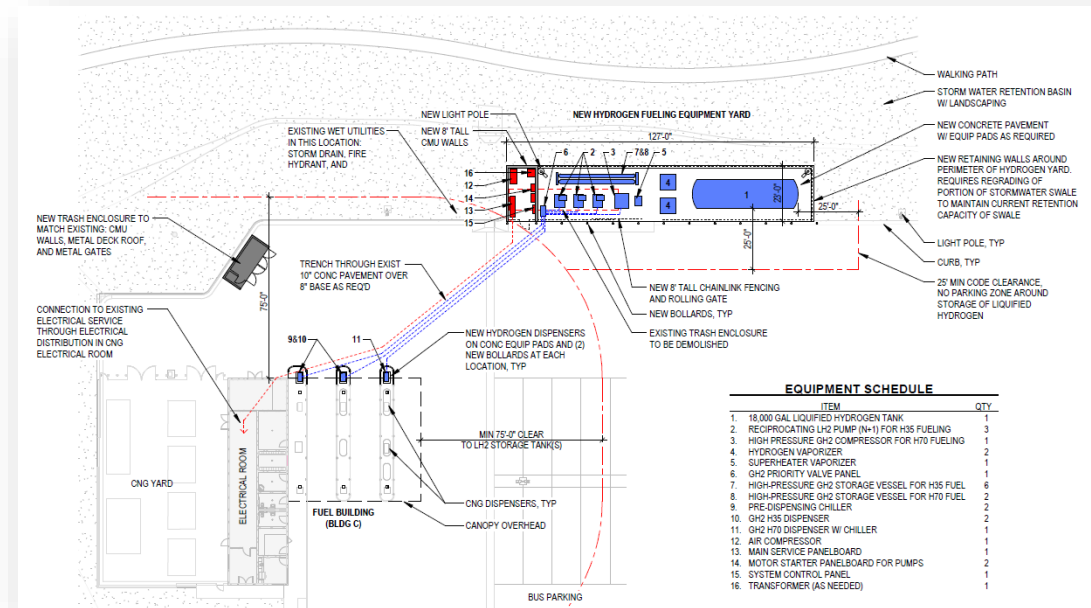 WALKING PATH
STORM WATER RETENTION BASIN
W/ LANDSCAPING
NEW CONCRETE PAVEMENT
W/ EQUIP PADS AS REQUIRED
NEW RETAINING WALLS AROUND
PERIMETER OF HYDROGEN YARD.
REQUIRES REGRADING OF
PORTION OF STORMWATER SWALE
TO MAINTAIN CURRENT RETENTION
CAPACITY OF SWALE
LIGHT POLE, TYP
CURB, TYP
25' MIN CODE CLEARANCE,
NO PARKING ZONE AROUND
STORAGE OF LIQUIFIED
HYDROGEN
NEW LIGHT POLE
NEW HYDROGEN FUELING EQUIPMENT YARD
127'-0"
NEW 8' TALL
CMU WALLS
EXISTING WET UTILITIES
IN THIS LOCATION:
STORM DRAIN, FIRE
HYDRANT, AND
6 2 3 7&8 5
16
12
14
13
15
4
4
1
23'-0"
25'-0"
25'-0"
NEW TRASH ENCLOSURE TO
MATCH EXISTING: CMU
WALLS, METAL DECK ROOF,
AND METAL GATES
75'-0"
TRENCH THROUGH EXIST
10" CONC PAVEMENT OVER
8" BASE AS REQ'D
NEW 8' TALL CHAINLINK FENCING
AND ROLLING GATE
NEW BOLLARDS, TYP
EXISTING TRASH ENCLOSURE
TO BE DEMOLISHED
CONNECTION TO EXISTING
ELECTRICAL SERVICE
THROUGH ELECTRICAL
DISTRIBUTION IN CNG
ELECTRICAL ROOM
9&10
11
NEW HYDROGEN DISPENSERS
ON CONC EQUIP PADS AND (2)
NEW BOLLARDS AT EACH
LOCATION, TYP
MIN 75'-0" CLEAR
TO LH2 STORAGE TANK(S)
CNG YARD
ELECTRICAL ROOM
CNG DISPENSERS, TYP
FUEL BUILDING
(BLDG C)
CANOPY OVERHEAD
BUS PARKING
EQUIPMENT SCHEDULE
ITEM QTY
1. 18,000 GAL LIQUIFIED HYDROGEN TANK 1
2. RECIPROCATING LH2 PUMP (N+1) FOR H35 FUELING 3
3. HIGH PRESSURE GH2 COMPRESSOR FOR H70 FUELING 1
4. HYDROGEN VAPORIZER 2
5. SUPERHEATER VAPORIZER 1
6. GH2 PRIORITY VALVE PANEL 1
7. HIGH-PRESSURE GH2 STORAGE VESSEL FOR H35 FUEL 6
8. HIGH-PRESSURE GH2 STORAGE VESSEL FOR H70 FUEL 2
9. PRE-DISPENSING CHILLER 2
10. GH2 H35 DISPENSER 2
11. GH2 H70 DISPENSER W/ CHILLER 1
12. AIR COMPRESSOR 1
13. MAIN SERVICE PANELBOARD 1
14. MOTOR STARTER PANELBOARD FOR PUMPS 2
15. SYSTEM CONTROL PANEL 1
16. TRANSFORMER (AS NEEDED) 1